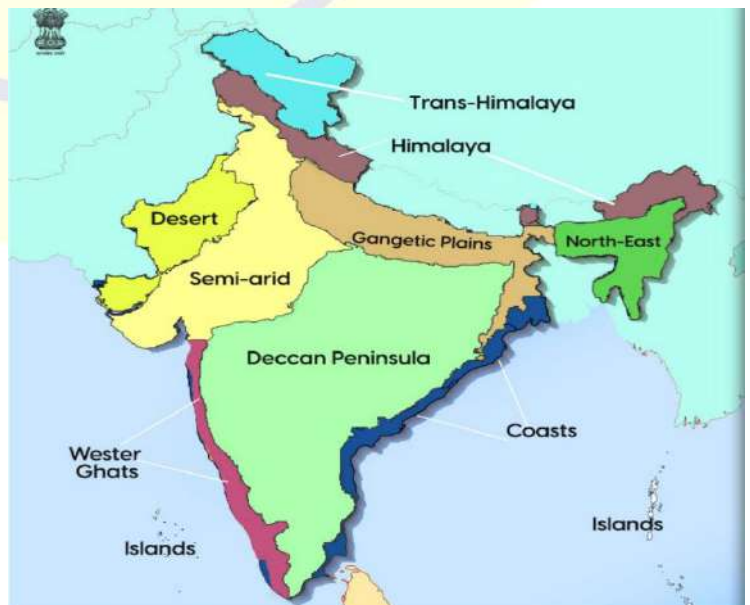 Trans-Himalaya
Himalaya
Desert
Gangetic Plains
North-East
Semi-arid
Deccan Peninsula
Coasts
Wester
Ghats
Islands
Islands